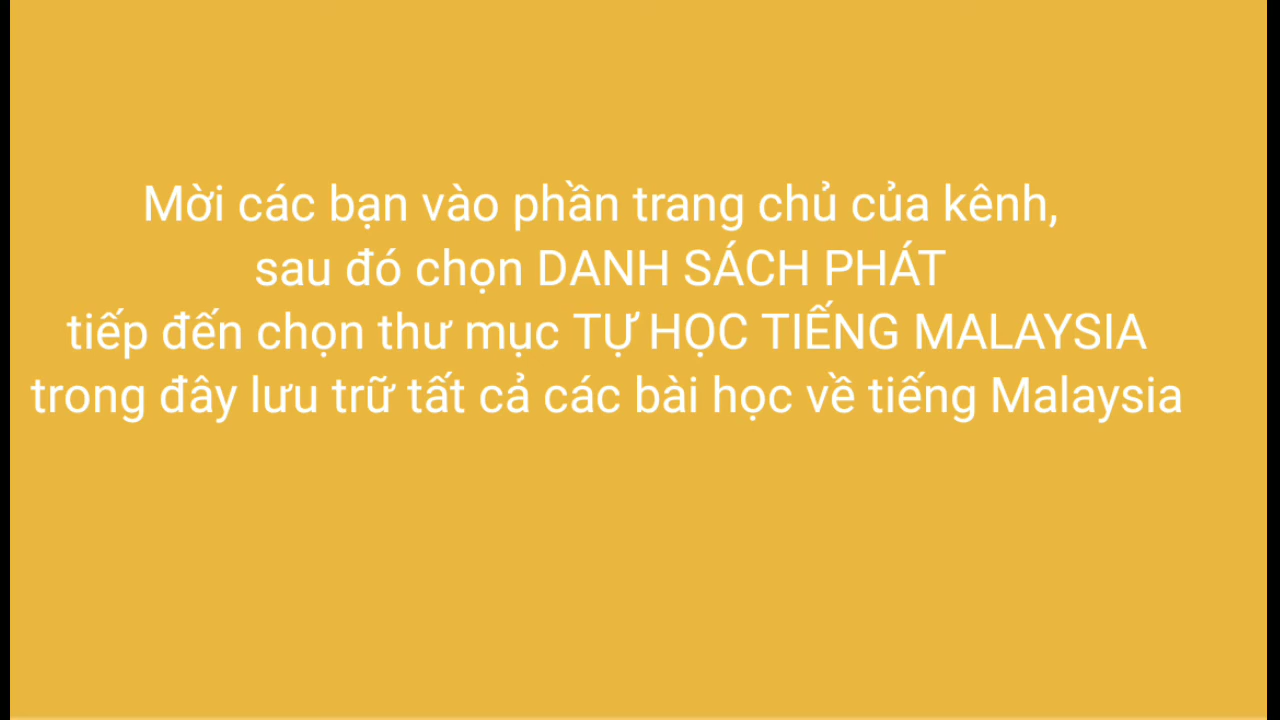 Mời các bạn vào phần trang chủ của kênh,
sau đó chọn DANH SÁCH PHÁT
tiếp đến chọn thư mục TỰ HỌC TIẾNG MALAYSIA
trong đây lưu trữ tất cả các bài học về tiếng Malaysia